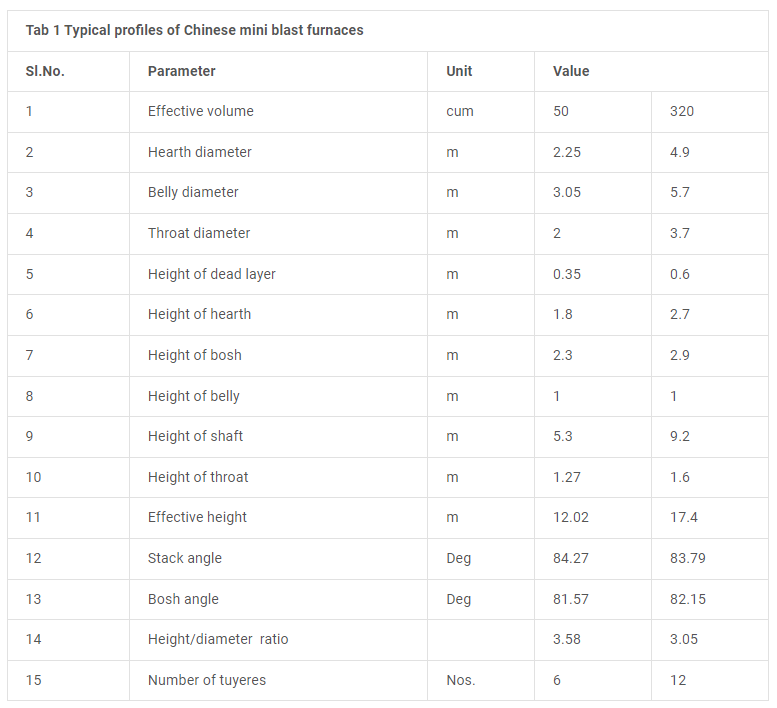 Tab 1 Typical profiles of Chinese mini blast furnaces
Sl.No. Parameter Unit Value
1 Effective volume cum 50 320
2 Hearth diameter m 2.25 4.9
3 Belly diameter m 3.05 5.7
4 Throat diameter m 2 3.7
5 Height of dead layer m 0.35 0.6
6 Height of hearth m 1.8 2.7
7 Height of bosh m 2.3 2.9
8 Height of belly m 1 1
9 Height of shaft m 5.3 9.2
10 Height of throat m 1.27 1.6
11 Effective height m 12.02 17.4
12 Stack angle Deg 84.27 83.79
13 Bosh angle Deg 81.57 82.15
14 Height/diameter ratio 3.58 3.05
15 Number of tuyeres Nos. 6 12